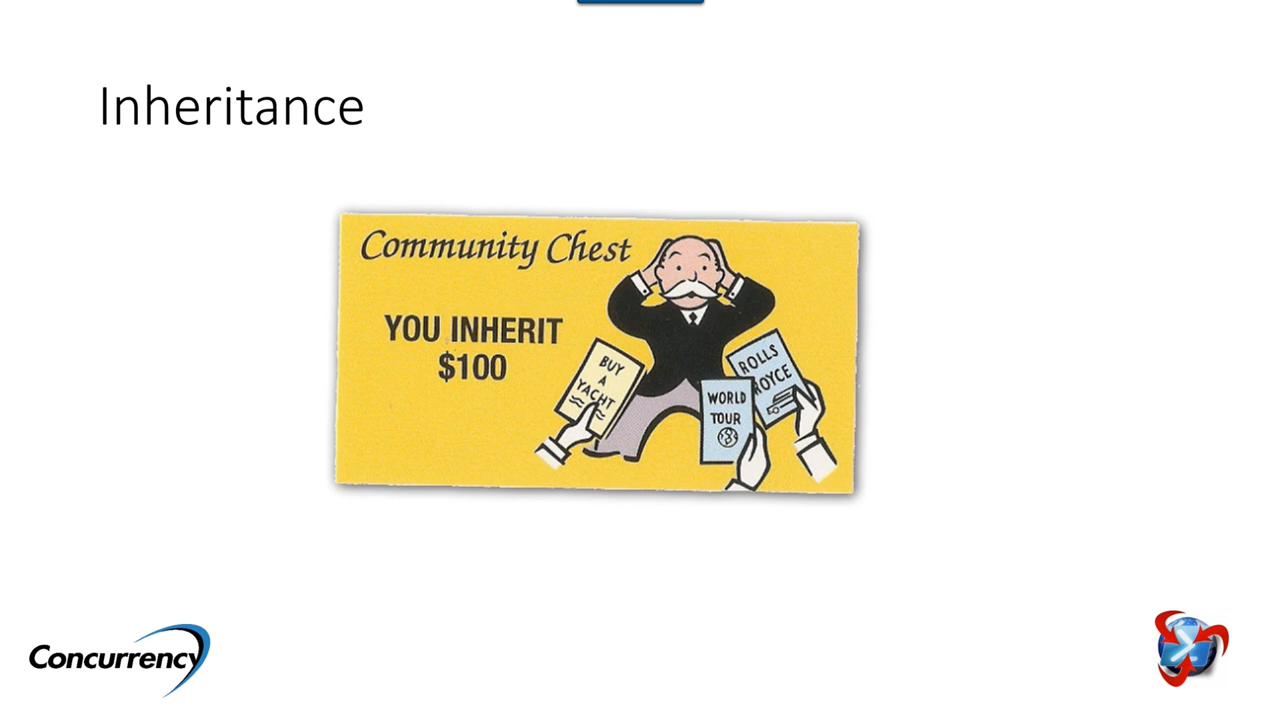 Inheritance
Community Chest
YOU INHERIT
$100
BUY
A
YACHT
WORLD
TOUR
ROLLS
ROYCE
Concurrency